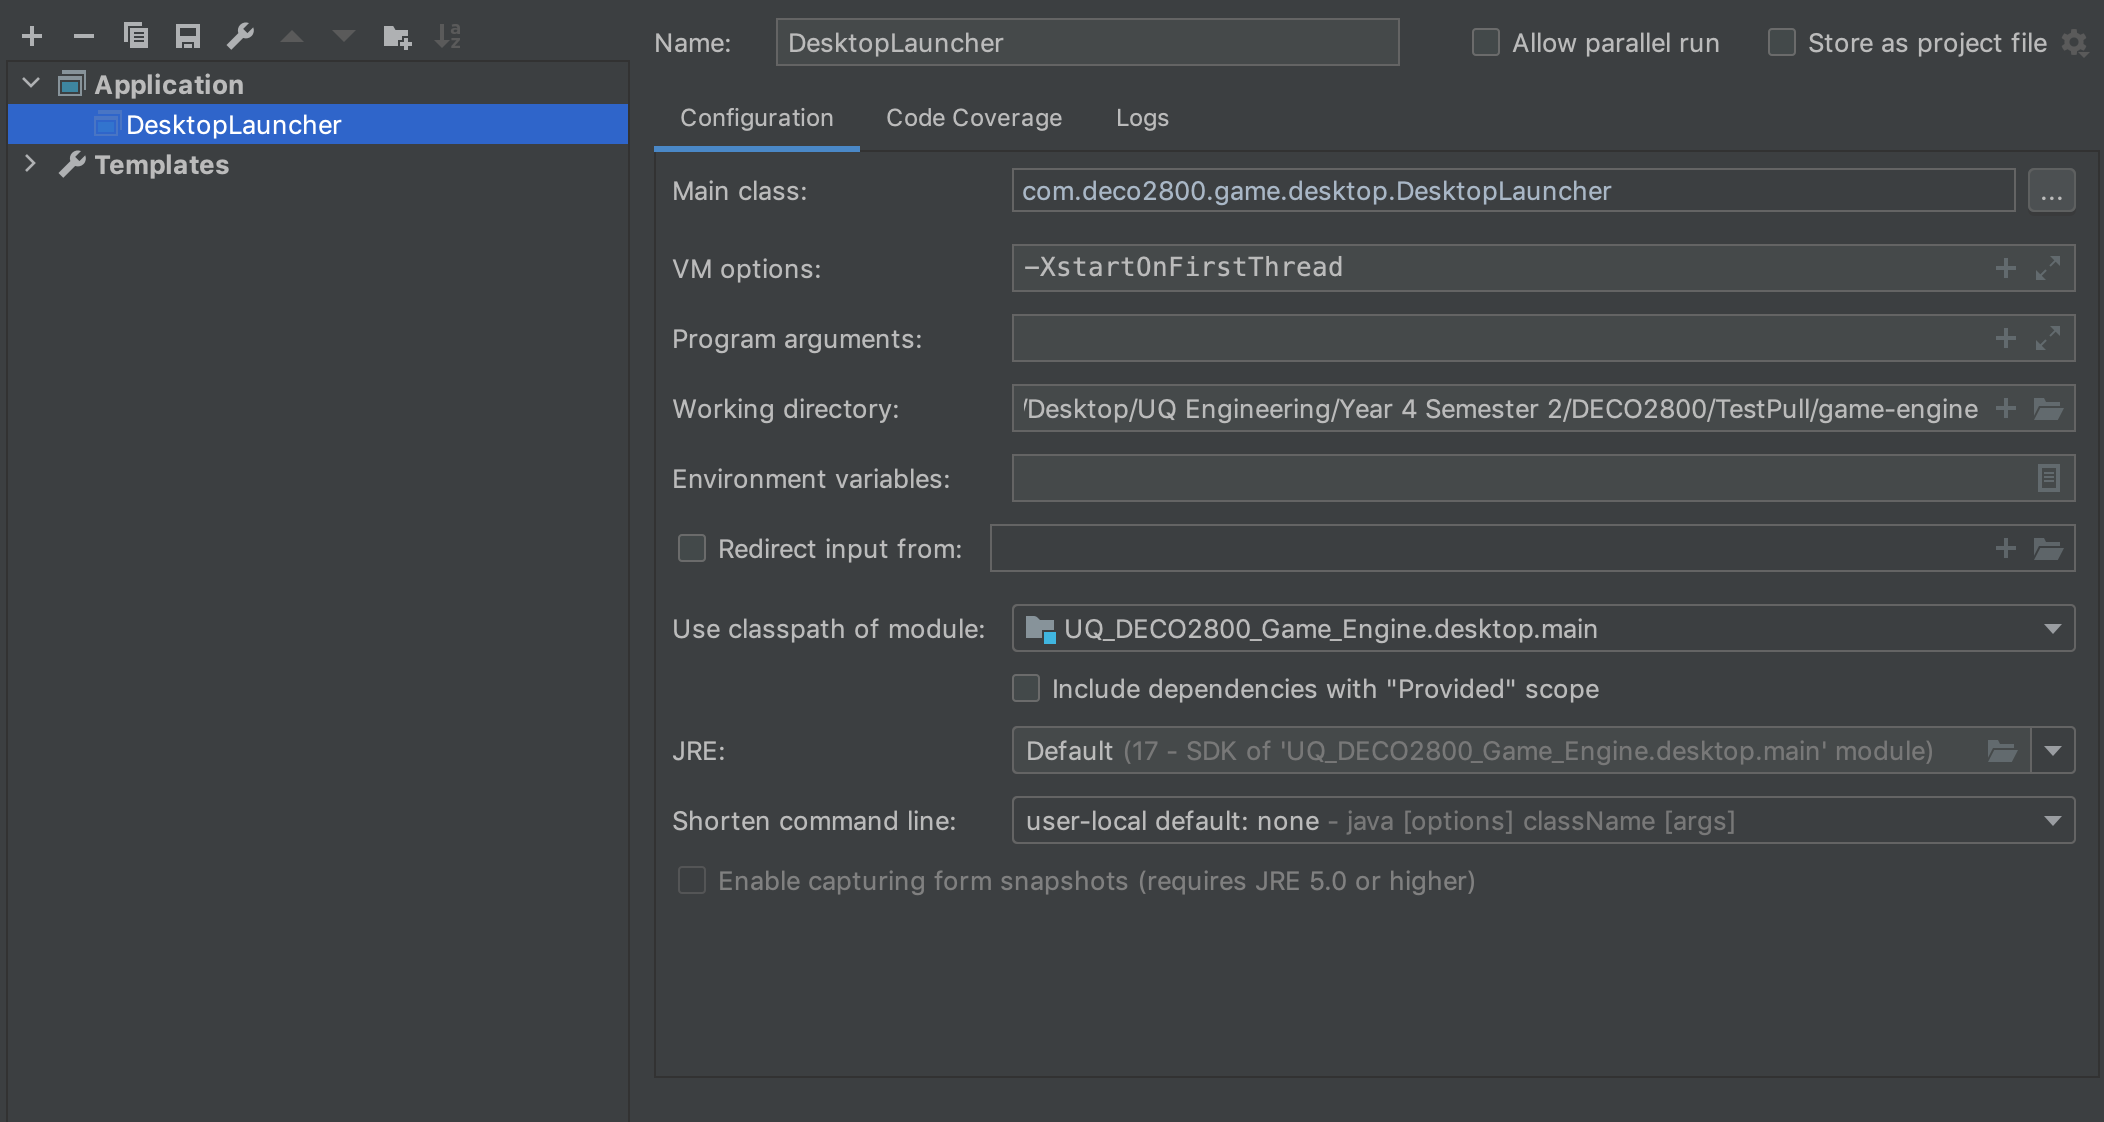 Application
DesktopLauncher
Templates
Name: DesktopLauncher
Allow parallel run
Store as project file
Configuration Code Coverage Logs
Main class: com.deco2800.game.desktop.DesktopLauncher ...
VM options: -XstartOnFirstThread
Program arguments:
Working directory: /Desktop/UQ Engineering/Year 4 Semester 2/DECO2800/TestPull/game-engine
Environment variables:
Redirect input from:
Use classpath of module: UQ_DECO2800_Game_Engine.desktop.main
Include dependencies with "Provided" scope
JRE: Default (17 - SDK of 'UQ_DECO2800_Game_Engine.desktop.main' module)
Shorten command line: user-local default: none - java [options] className [args]
Enable capturing form snapshots (requires JRE 5.0 or higher)